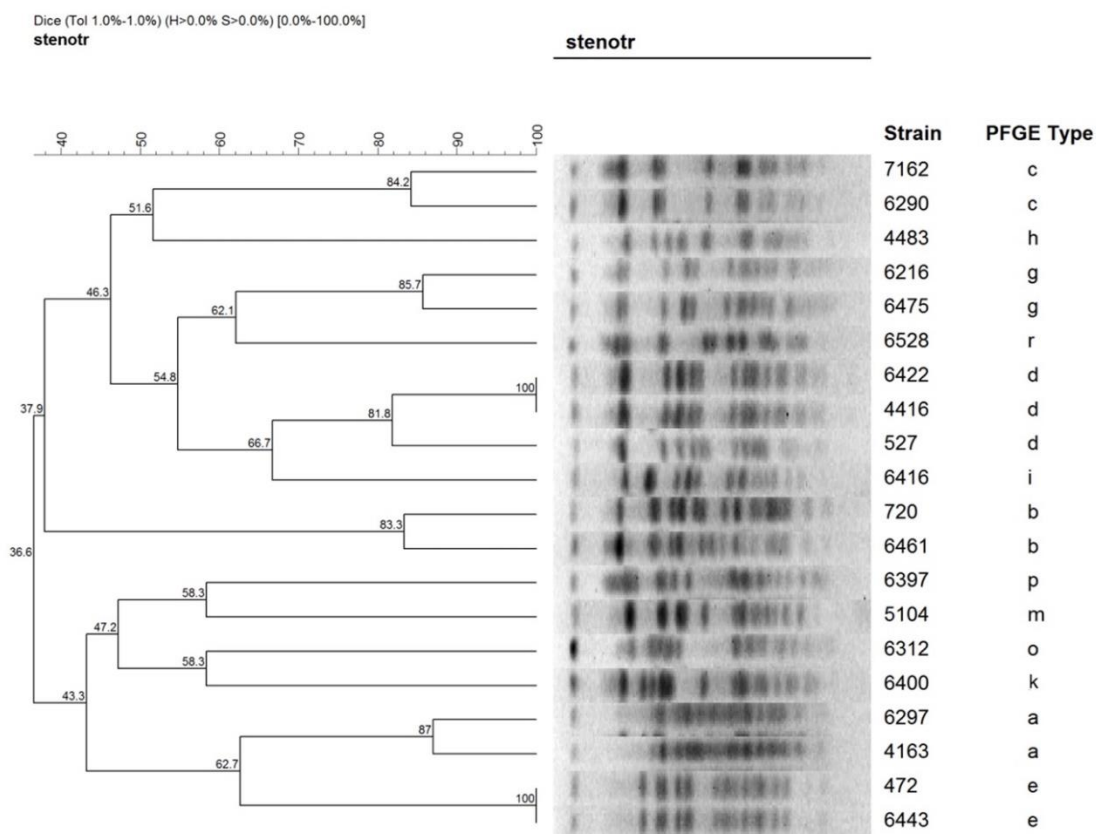 Dice (Tol 1.0%-1.0%) (H>0.0% S>0.0%) [0.0%-100.0%]
stenotr
stenotr
40 50 60 70 80 90 100
Strain PFGE Type
7162 c
84.2
51.6
6290 c
4483 h
46.3
6216 g
85.7
62.1
6475 g
6528 r
54.8
6422 d
100
37.9
81.8
4416 d
66.7
527 d
6416 i
720 b
83.3
36.6
6461 b
6397 p
58.3
47.2
5104 m
6312 o
58.3
43.3
6400 k
6297 a
87
62.7
4163 a
472 e
100
6443 e